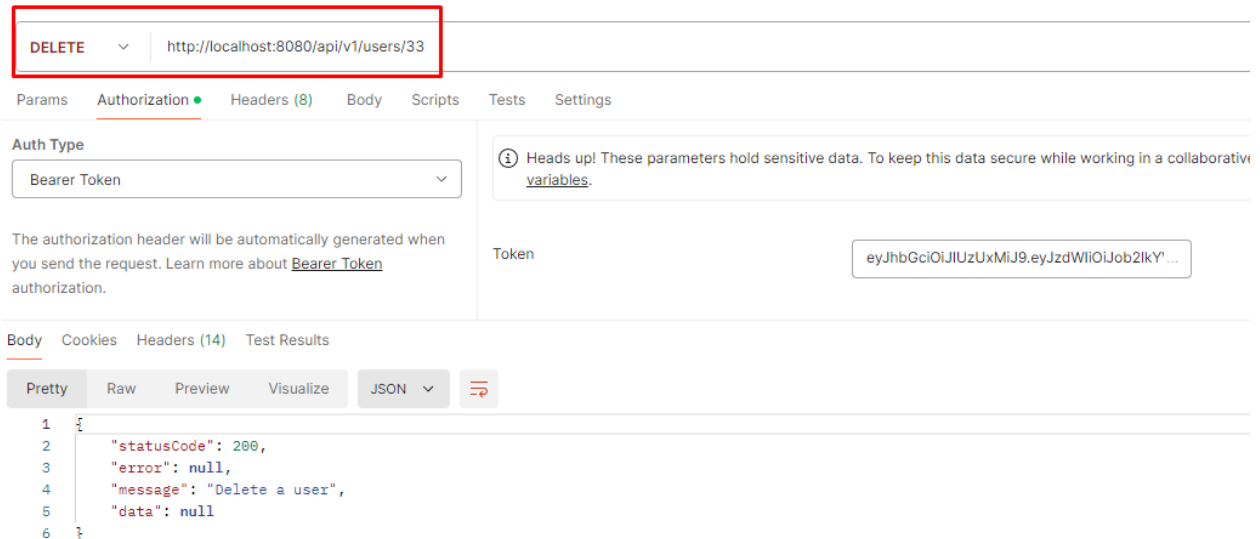 DELETE http://localhost:8080/api/v1/users/33
Params Authorization Headers (8) Body Scripts Tests Settings
Auth Type
Bearer Token
The authorization header will be automatically generated when
you send the request. Learn more about Bearer Token
authorization.
Heads up! These parameters hold sensitive data. To keep this data secure while working in a collaborative
variables.
Token
eyJhbGciOiJIUzUxMiJ9.eyJzdWIiOiJob2lkY'...
Body Cookies Headers (14) Test Results
Pretty Raw Preview Visualize JSON
1 {
2 "statusCode": 200,
3 "error": null,
4 "message": "Delete a user",
5 "data": null
6 }